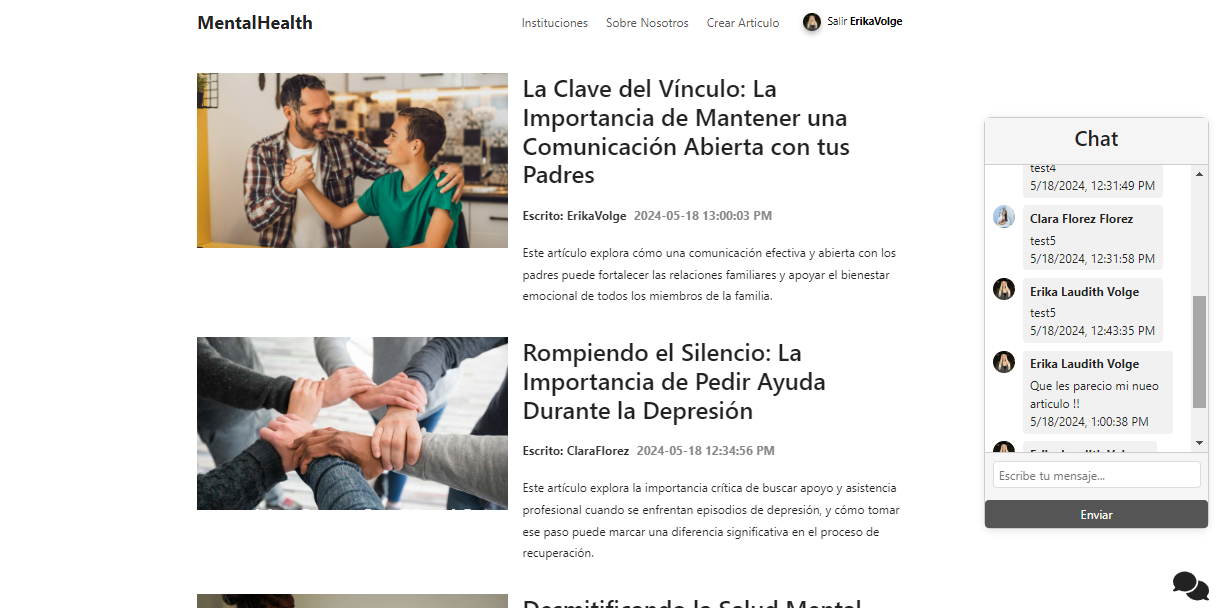 MentalHealth
Instituciones
Sobre Nosotros
Crear Articulo
Salir ErikaVolge
La Clave del Vínculo: La
Importancia de Mantener una
Comunicación Abierta con tus
Padres
Escrito: ErikaVolge 2024-05-18 13:00:03 PM
Este artículo explora cómo una comunicación efectiva y abierta con los
padres puede fortalecer las relaciones familiares y apoyar el bienestar
emocional de todos los miembros de la familia.
Rompiendo el Silencio: La
Importancia de Pedir Ayuda
Durante la Depresión
Escrito: ClaraFlorez 2024-05-18 12:34:56 PM
Este artículo explora la importancia crítica de buscar apoyo y asistencia
profesional cuando se enfrentan episodios de depresión, y cómo tomar
ese paso puede marcar una diferencia significativa en el proceso de
recuperación.
Desmitificando la Salud Mental
Chat
test4
5/18/2024, 12:31:49 PM
Clara Florez Florez
test5
5/18/2024, 12:31:58 PM
Erika Laudith Volge
test5
5/18/2024, 12:43:35 PM
Erika Laudith Volge
Que les parecio mi nueo
articulo !!
5/18/2024, 1:00:38 PM
Erika Laudith Volge
Escribe tu mensaje...
Enviar